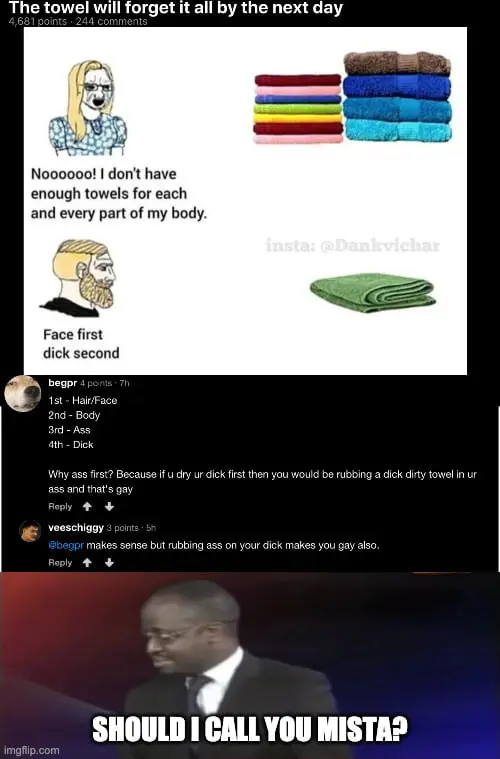 The towel will forget it all by the next day
4,681 points · 244 comments
Noooooo! I don't have
enough towels for each
and every part of my body.
insta: @Dankvichar
Face first
dick second
begpr 4 points · 7h
1st - Hair/Face
2nd - Body
3rd - Ass
4th - Dick
Why ass first? Because if u dry ur dick first then you would be rubbing a dick dirty towel in ur
ass and that's gay
Reply
veeschiggy 3 points · 5h
@begpr makes sense but rubbing ass on your dick makes you gay also.
Reply
SHOULD I CALL YOU MISTA?
imgflip.com